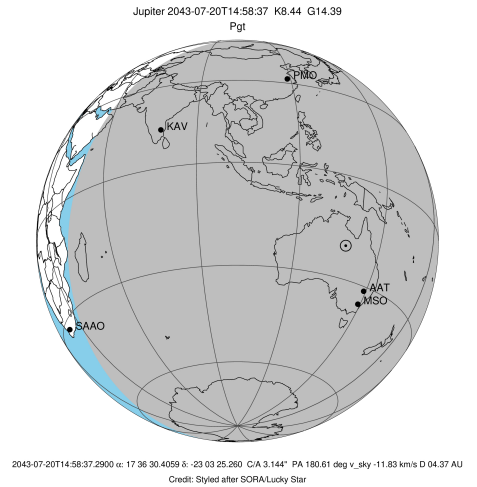 Jupiter 2043-07-20T14:58:37 K8.44 G14.39
Pgt
PMO
KAV
AAT
MSO
SAAO
2043-07-20T14:58:37.2900 α: 17 36 30.4059 δ: -23 03 25.260 C/A 3.144" PA 180.61 deg v_sky -11.83 km/s D 04.37 AU
Credit: Styled after SORA/Lucky Star